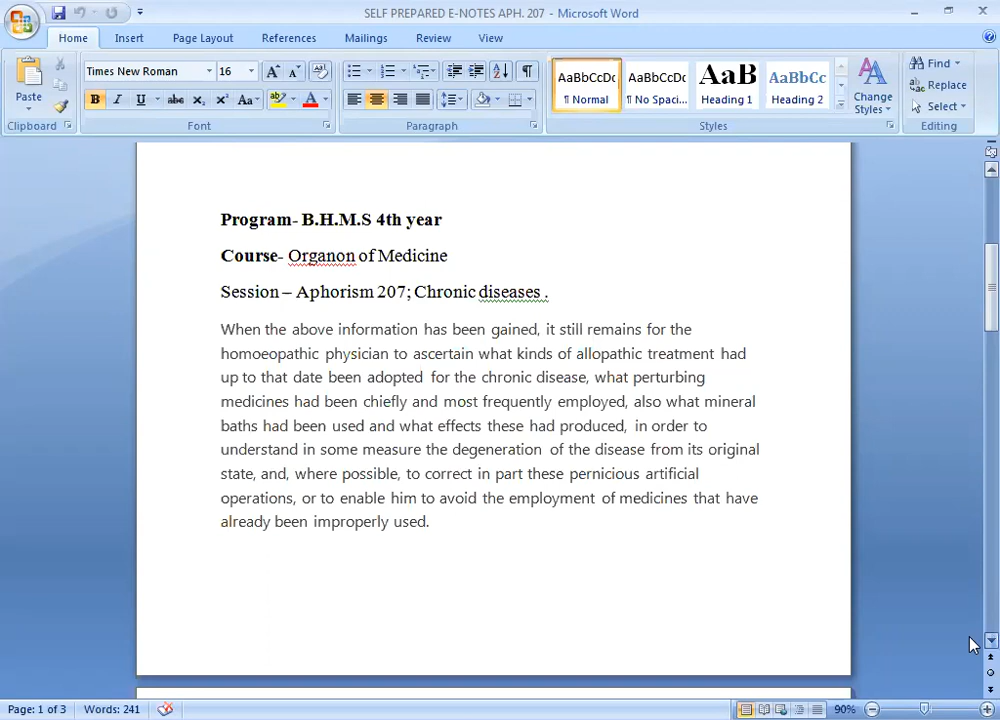 SELF PREPARED E-NOTES APH. 207 - Microsoft Word
Home Insert Page Layout References Mailings Review View
Times New Roman 16 Aa AaBbCcDc AaBbCcDc AaB AaBbCc Find
Paste B I U abc X₂ X² Aa A ¶ Normal ¶ No Spaci... Heading 1 Heading 2 Change Styles Replace Select
Clipboard Font Paragraph Styles Editing
Program- B.H.M.S 4th year
Course- Organon of Medicine
Session – Aphorism 207; Chronic diseases .
When the above information has been gained, it still remains for the
homoeopathic physician to ascertain what kinds of allopathic treatment had
up to that date been adopted for the chronic disease, what perturbing
medicines had been chiefly and most frequently employed, also what mineral
baths had been used and what effects these had produced, in order to
understand in some measure the degeneration of the disease from its original
state, and, where possible, to correct in part these pernicious artificial
operations, or to enable him to avoid the employment of medicines that have
already been improperly used.
Page: 1 of 3 Words: 241 90%